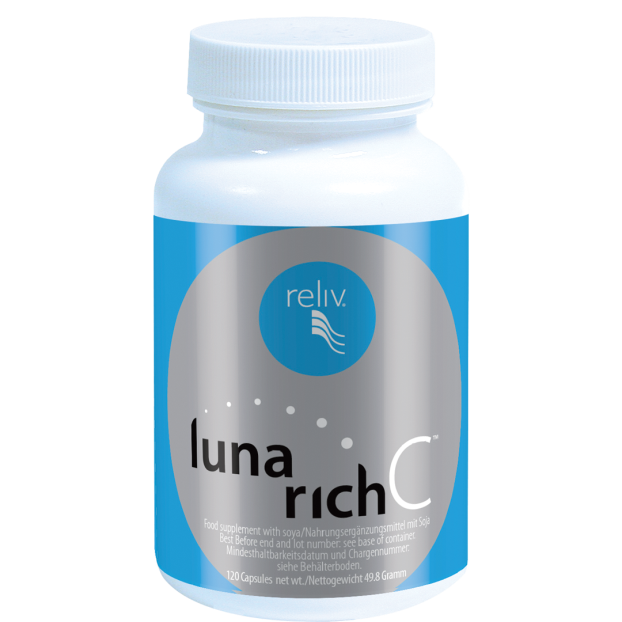 reliv®
luna
rich C™
Food supplement with soya/Nahrungsergänzungsmittel mit Soja
Best Before end and lot number: see base of container.
Mindesthaltbarkeitsdatum und Chargennummer:
siehe Behälterboden.
120 Capsules net wt./Nettogewicht 49.8 Gramm